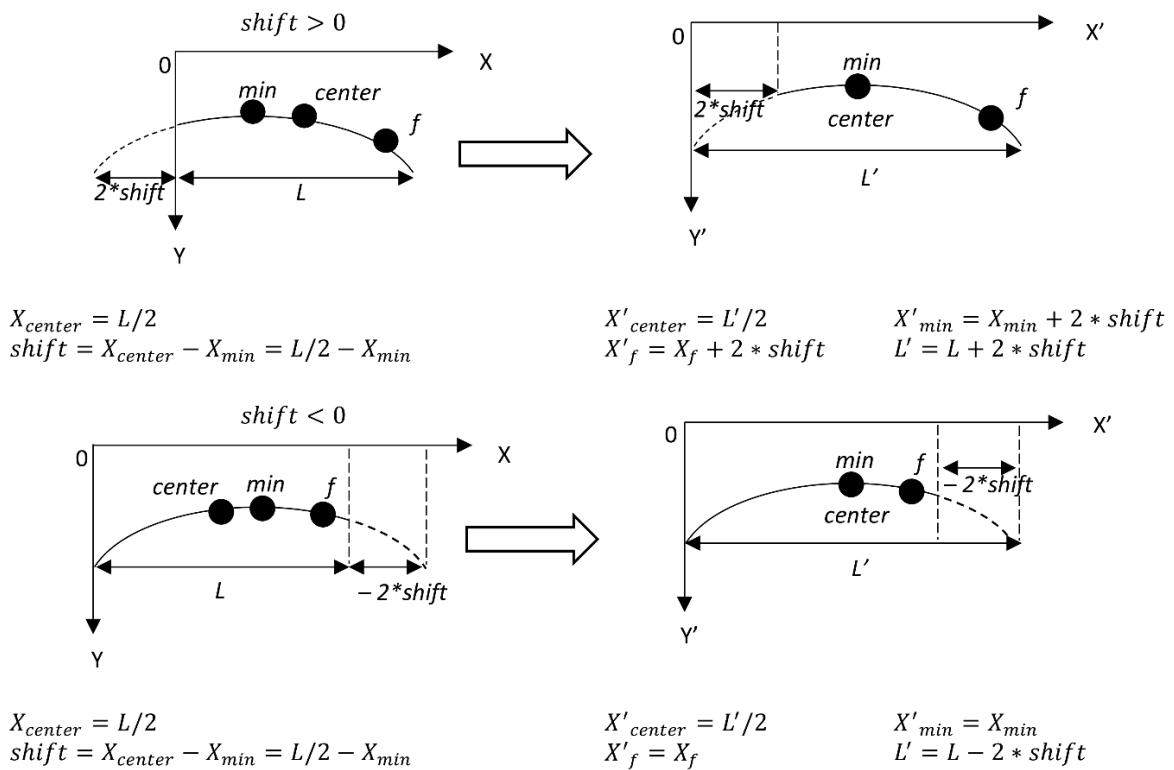 shift > 0
0
X
min
center
f
2*shift
L
Y
0
X'
min
f
2*shift
center
L'
Y'
X_center = L/2
shift = X_center − X_min = L/2 − X_min
X'_center = L'/2
X'_f = X_f + 2 * shift
X'_min = X_min + 2 * shift
L' = L + 2 * shift
shift < 0
0
X
center
min
f
L
−2*shift
Y
0
X'
min
f
−2*shift
center
L'
Y'
X_center = L/2
shift = X_center − X_min = L/2 − X_min
X'_center = L'/2
X'_f = X_f
X'_min = X_min
L' = L − 2 * shift